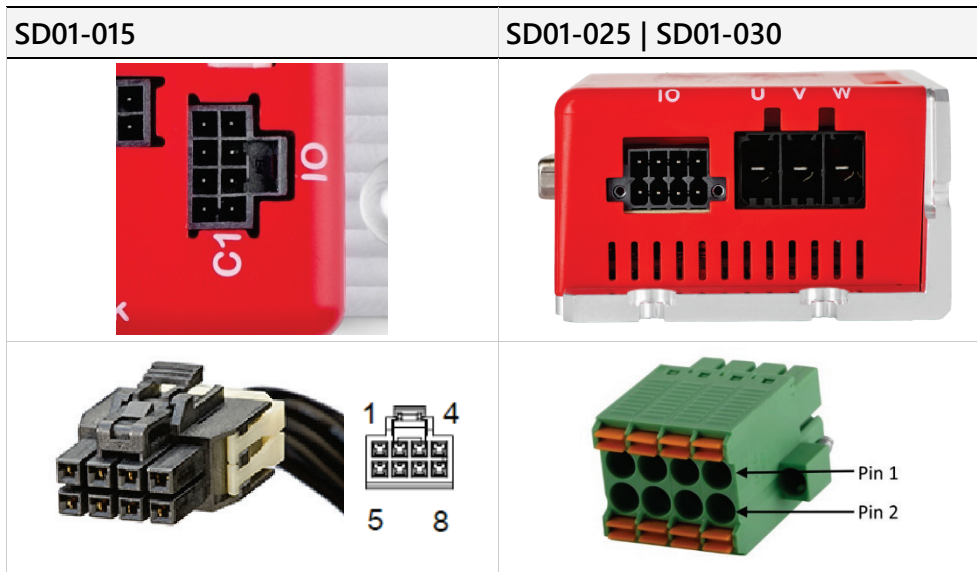 SD01-015
SD01-025 | SD01-030
IO
C1
IO U V W
1 4
5 8
Pin 1
Pin 2